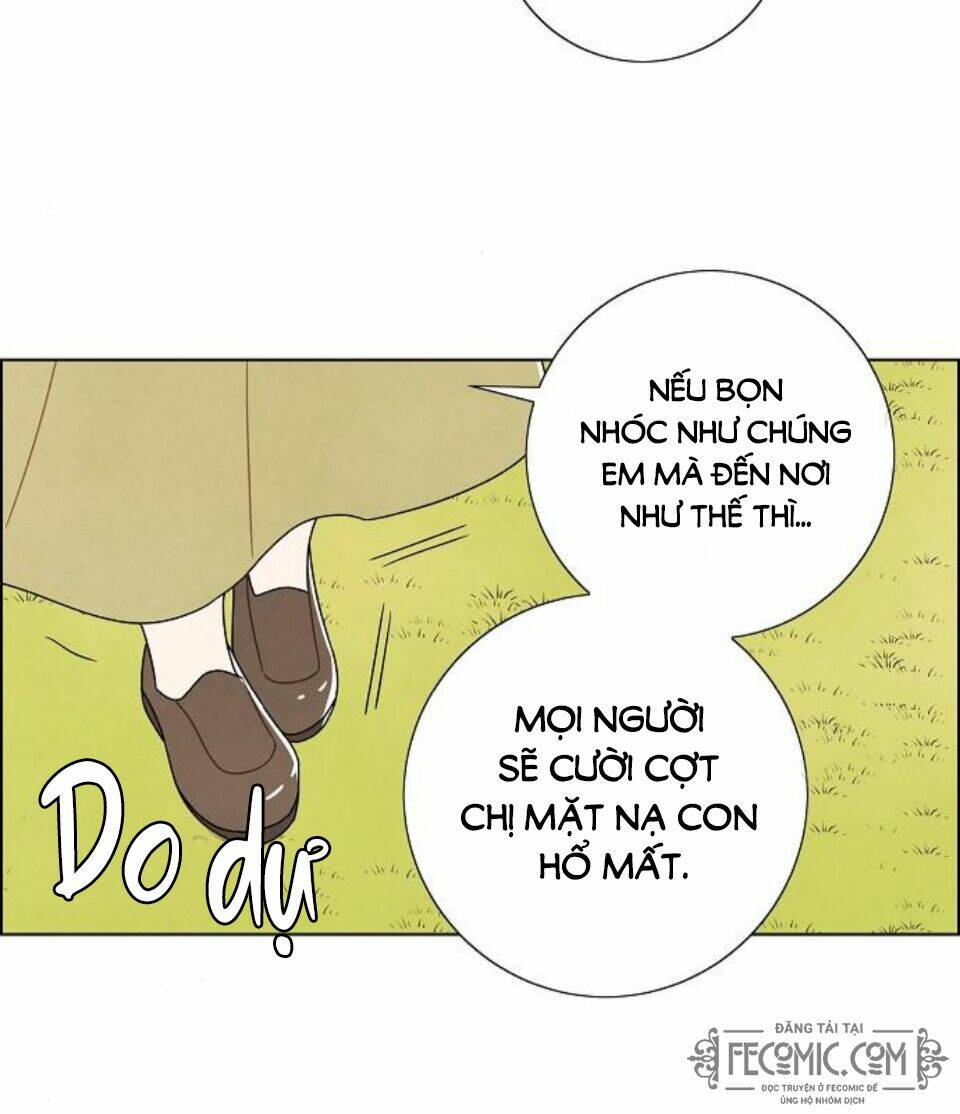 NẾU BỌN
NHÓC NHƯ CHÚNG
EM MÀ ĐẾN NƠI
NHƯ THẾ THÌ...
MỌI NGƯỜI
SẼ CƯỜI CỢT
CHỊ MẶT NẠ CON
HỔ MẤT.
Do dự
ĐĂNG TẢI TẠI
FECOMIC.COM
ĐỌC TRUYỆN Ở FECOMIC ĐỂ
ỦNG HỘ NHÓM DỊCH